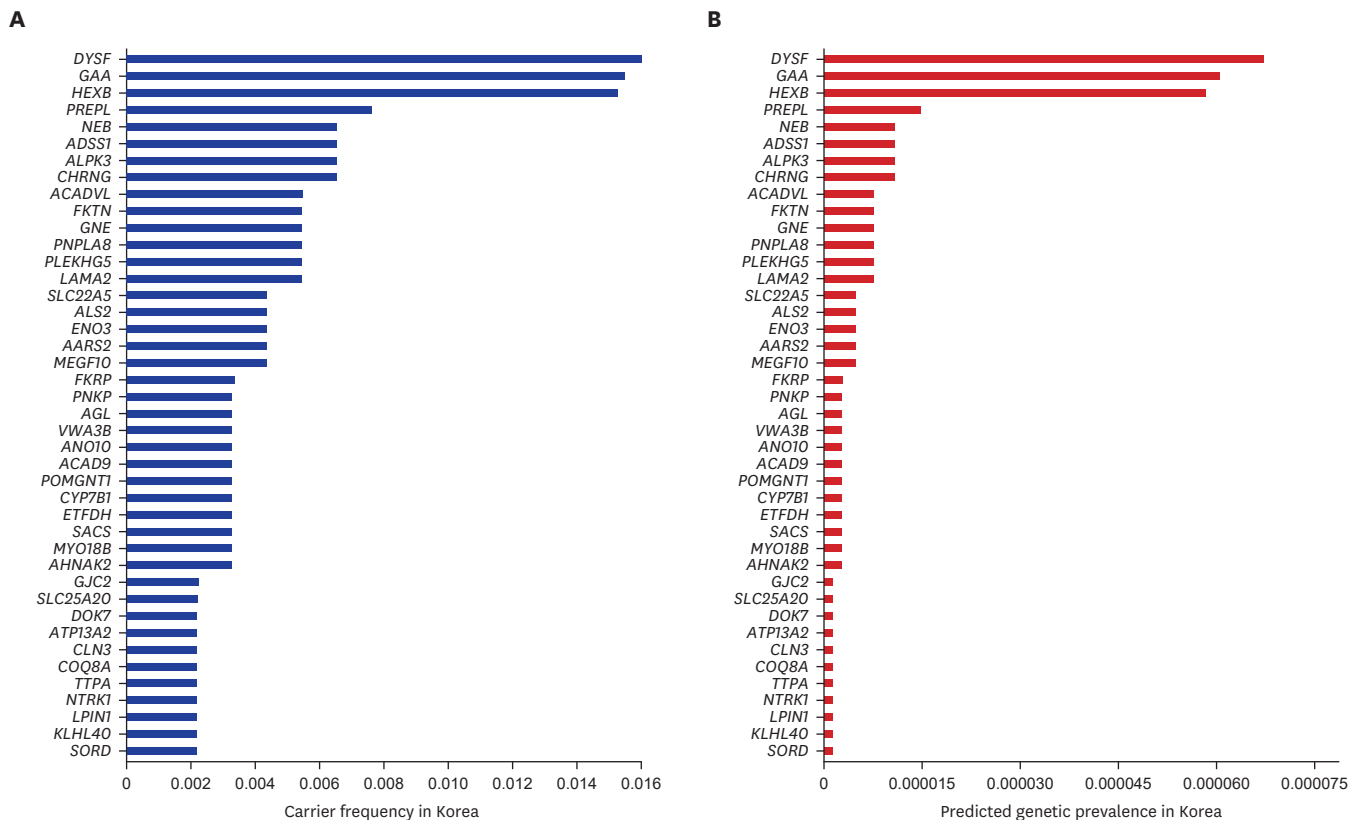 A
DYSF
GAA
HEXB
PREPL
NEB
ADSS1
ALPK3
CHRNG
ACADVL
FKTN
GNE
PNPLA8
PLEKHG5
LAMA2
SLC22A5
ALS2
ENO3
AARS2
MEGF10
FKRP
PNKP
AGL
VWA3B
ANO10
ACAD9
POMGNT1
CYP7B1
ETFDH
SACS
MYO18B
AHNAK2
GJC2
SLC25A20
DOK7
ATP13A2
CLN3
COQ8A
TTPA
NTRK1
LPIN1
KLHL40
SORD
0 0.002 0.004 0.006 0.008 0.010 0.012 0.014 0.016
Carrier frequency in Korea
B
DYSF
GAA
HEXB
PREPL
NEB
ADSS1
ALPK3
CHRNG
ACADVL
FKTN
GNE
PNPLA8
PLEKHG5
LAMA2
SLC22A5
ALS2
ENO3
AARS2
MEGF10
FKRP
PNKP
AGL
VWA3B
ANO10
ACAD9
POMGNT1
CYP7B1
ETFDH
SACS
MYO18B
AHNAK2
GJC2
SLC25A20
DOK7
ATP13A2
CLN3
COQ8A
TTPA
NTRK1
LPIN1
KLHL40
SORD
0 0.000015 0.000030 0.000045 0.000060 0.000075
Predicted genetic prevalence in Korea